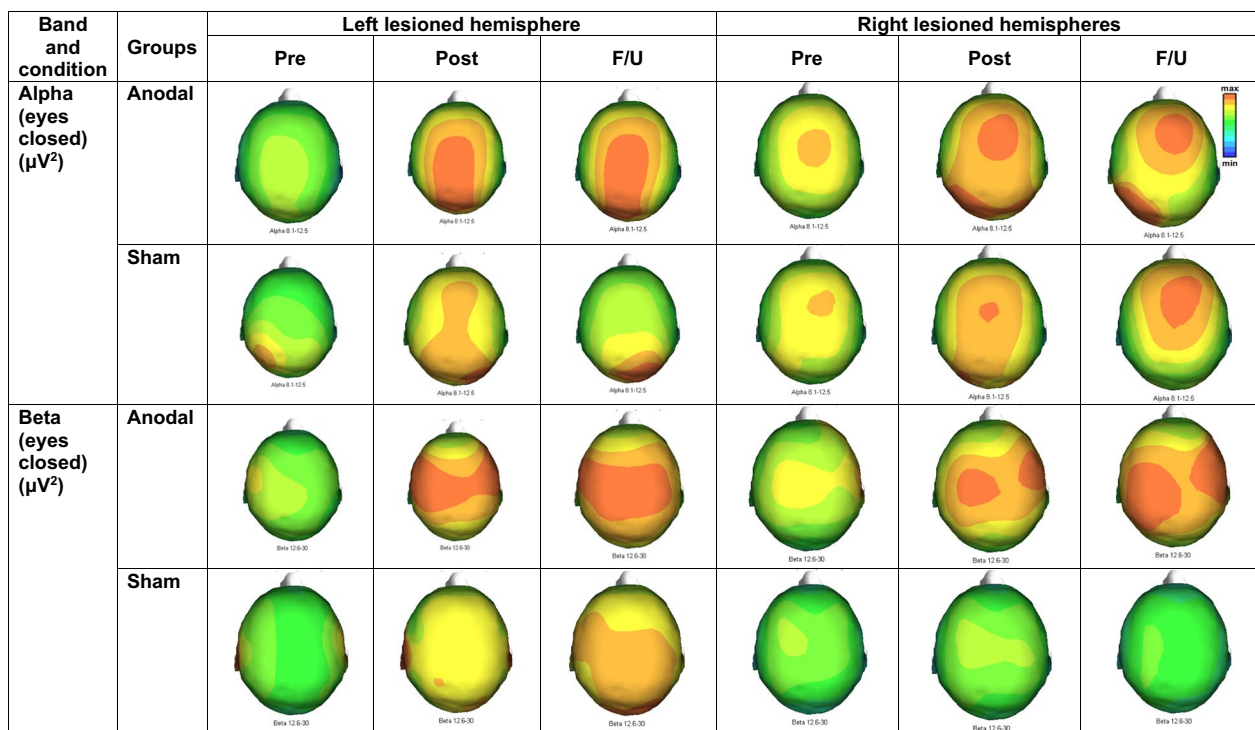 Band and condition
Groups
Left lesioned hemisphere
Right lesioned hemispheres
Pre
Post
F/U
Pre
Post
F/U
Alpha (eyes closed) (µV²)
Anodal
max
min
Alpha 8.1-12.5
Alpha 8.1-12.5
Alpha 8.1-12.5
Alpha 8.1-12.5
Alpha 8.1-12.5
Alpha 8.1-12.5
Sham
Alpha 8.1-12.5
Alpha 8.1-12.5
Alpha 8.1-12.5
Alpha 8.1-12.5
Alpha 8.1-12.5
Alpha 8.1-12.5
Beta (eyes closed) (µV²)
Anodal
Beta 12.6-30
Beta 12.6-30
Beta 12.6-30
Beta 12.6-30
Beta 12.6-30
Beta 12.6-30
Sham
Beta 12.6-30
Beta 12.6-30
Beta 12.6-30
Beta 12.6-30
Beta 12.6-30
Beta 12.6-30